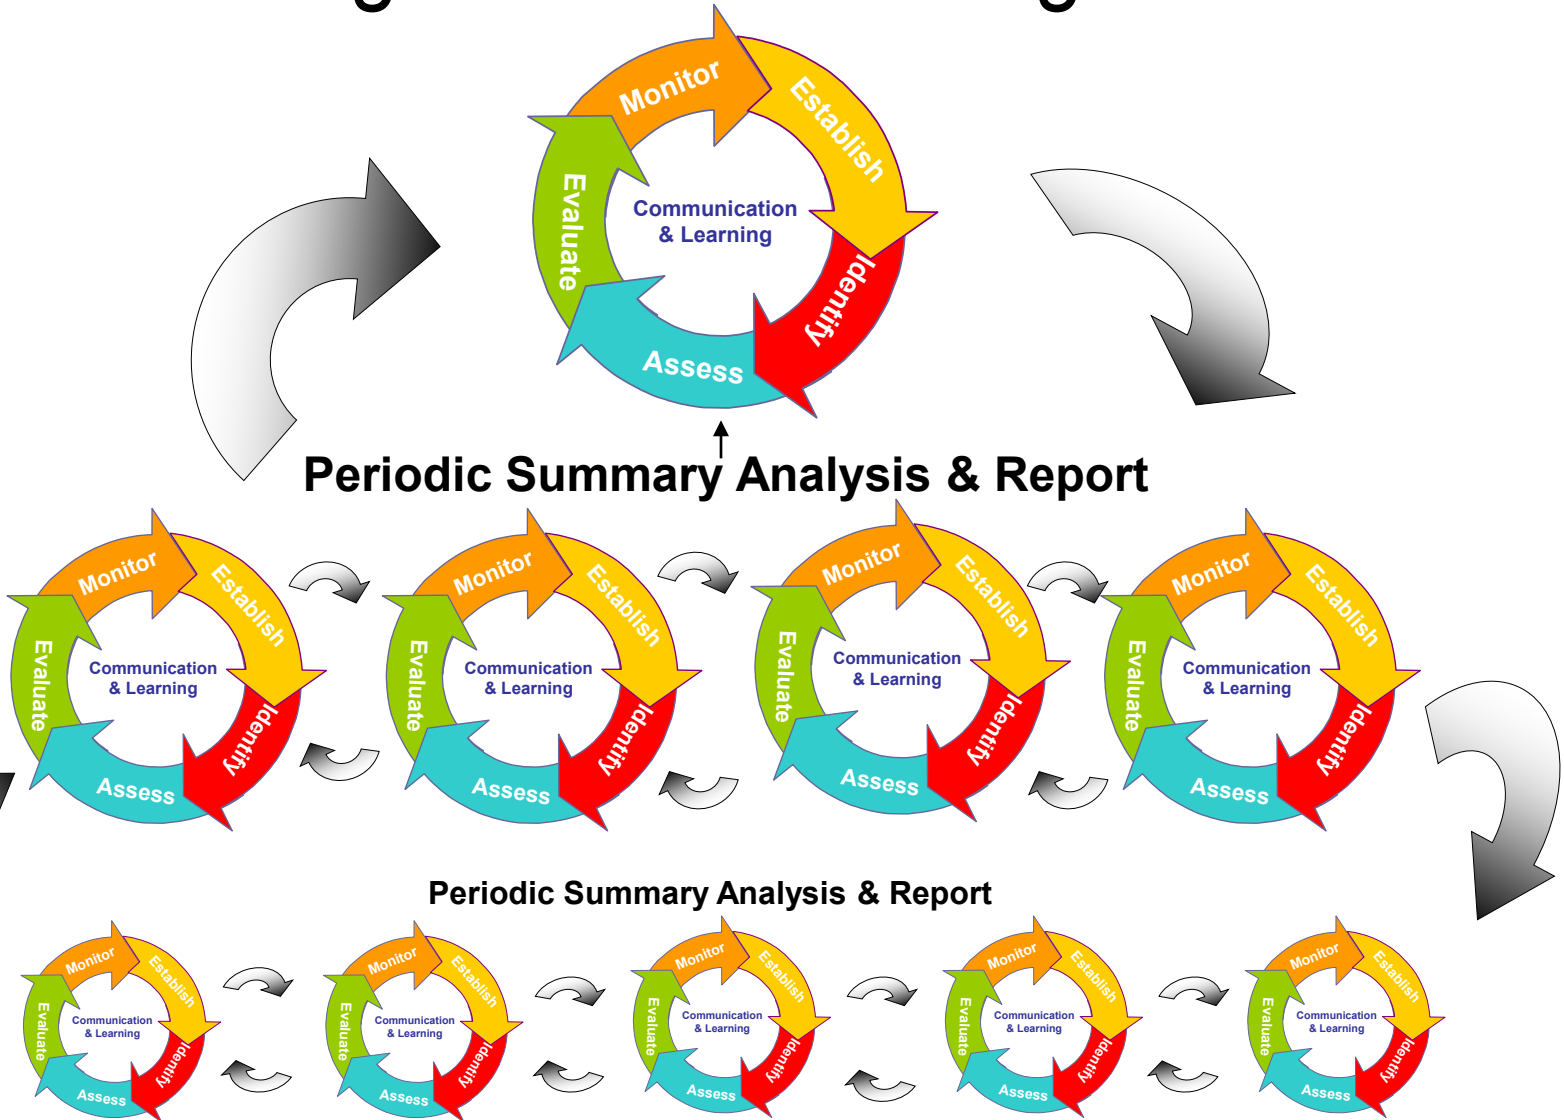 Monitor
Establish
Evaluate
Communication
& Learning
Identify
Assess
Periodic Summary Analysis & Report
Monitor
Establish
Evaluate
Communication
& Learning
Identify
Assess
Monitor
Establish
Evaluate
Communication
& Learning
Identify
Assess
Monitor
Establish
Evaluate
Communication
& Learning
Identify
Assess
Monitor
Establish
Evaluate
Communication
& Learning
Identify
Assess
Periodic Summary Analysis & Report
Monitor
Establish
Evaluate
Communication
& Learning
Identify
Assess
Monitor
Establish
Evaluate
Communication
& Learning
Identify
Assess
Monitor
Establish
Evaluate
Communication
& Learning
Identify
Assess
Monitor
Establish
Evaluate
Communication
& Learning
Identify
Assess
Monitor
Establish
Evaluate
Communication
& Learning
Identify
Assess